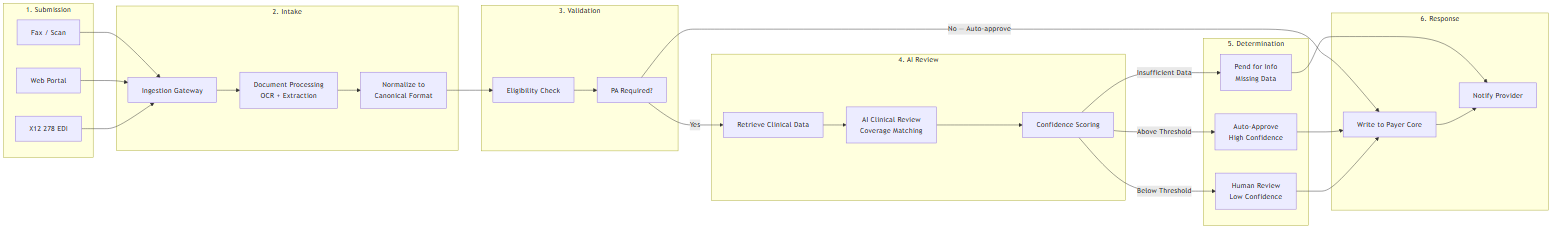 1. Submission
Fax / Scan
Web Portal
X12 278 EDI
2. Intake
Ingestion Gateway
Document Processing
OCR + Extraction
Normalize to
Canonical Format
3. Validation
Eligibility Check
PA Required?
No — Auto-approve
Yes
4. AI Review
Retrieve Clinical Data
AI Clinical Review
Coverage Matching
Confidence Scoring
Insufficient Data
Above Threshold
Below Threshold
5. Determination
Pend for Info
Missing Data
Auto-Approve
High Confidence
Human Review
Low Confidence
6. Response
Notify Provider
Write to Payer Core